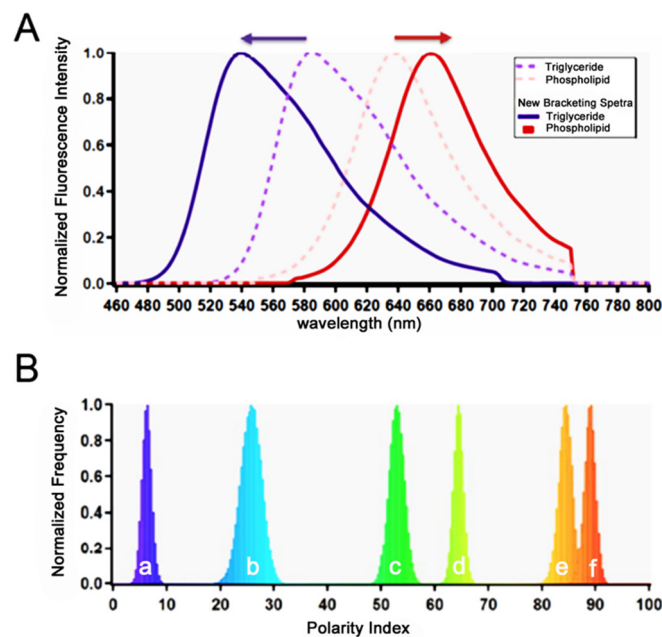 A
Normalized Fluorescence Intensity
1.0
0.8
0.6
0.4
0.2
0.0
460 480 500 520 540 560 580 600 620 640 660 680 700 720 740 760 780 800
wavelength (nm)
Triglyceride
Phospholipid
New Bracketing Spetra
Triglyceride
Phospholipid
B
Normalized Frequency
1.0
0.8
0.6
0.4
0.2
0.0
a b c d e f
0 10 20 30 40 50 60 70 80 90 100
Polarity Index